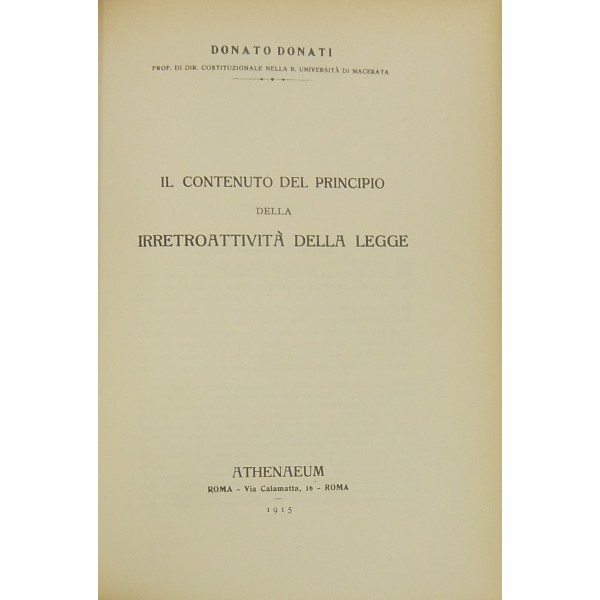 DONATO DONATI
PROF. DI DIR. COSTITUZIONALE NELLA R. UNIVERSITÀ DI MACERATA
IL CONTENUTO DEL PRINCIPIO
DELLA
IRRETROATTIVITÀ DELLA LEGGE
ATHENAEUM
ROMA - Via Calamatta, 16 - ROMA
1915